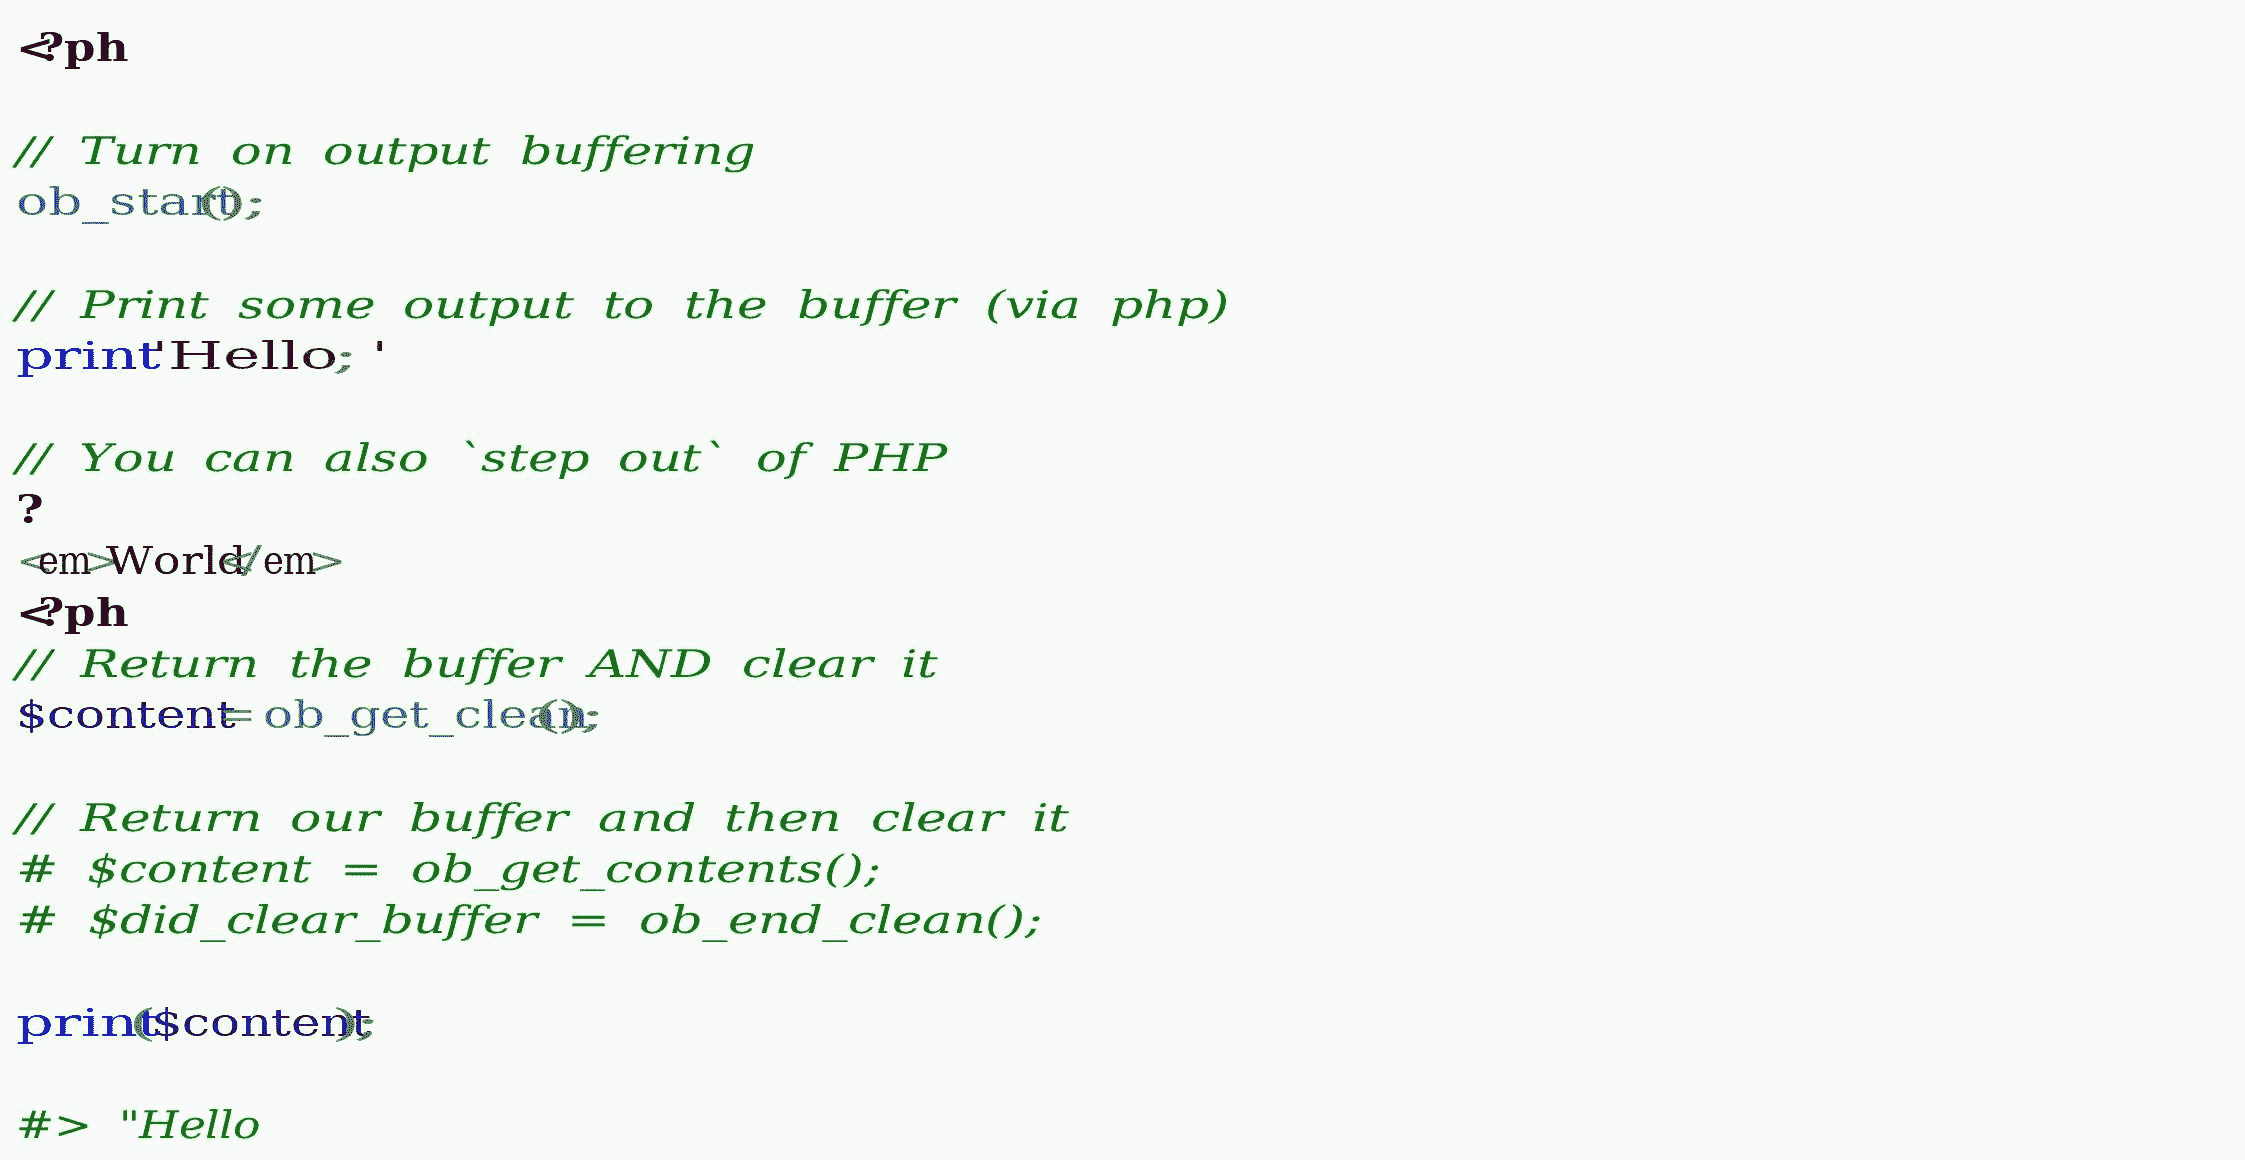 <?ph
// Turn on output buffering
ob_start();
// Print some output to the buffer (via php)
print'Hello; '
// You can also `step out` of PHP
?
<em>World</em>
<?ph
// Return the buffer AND clear it
$content= ob_get_clean();
// Return our buffer and then clear it
# $content = ob_get_contents();
# $did_clear_buffer = ob_end_clean();
print($content);
#> "Hello